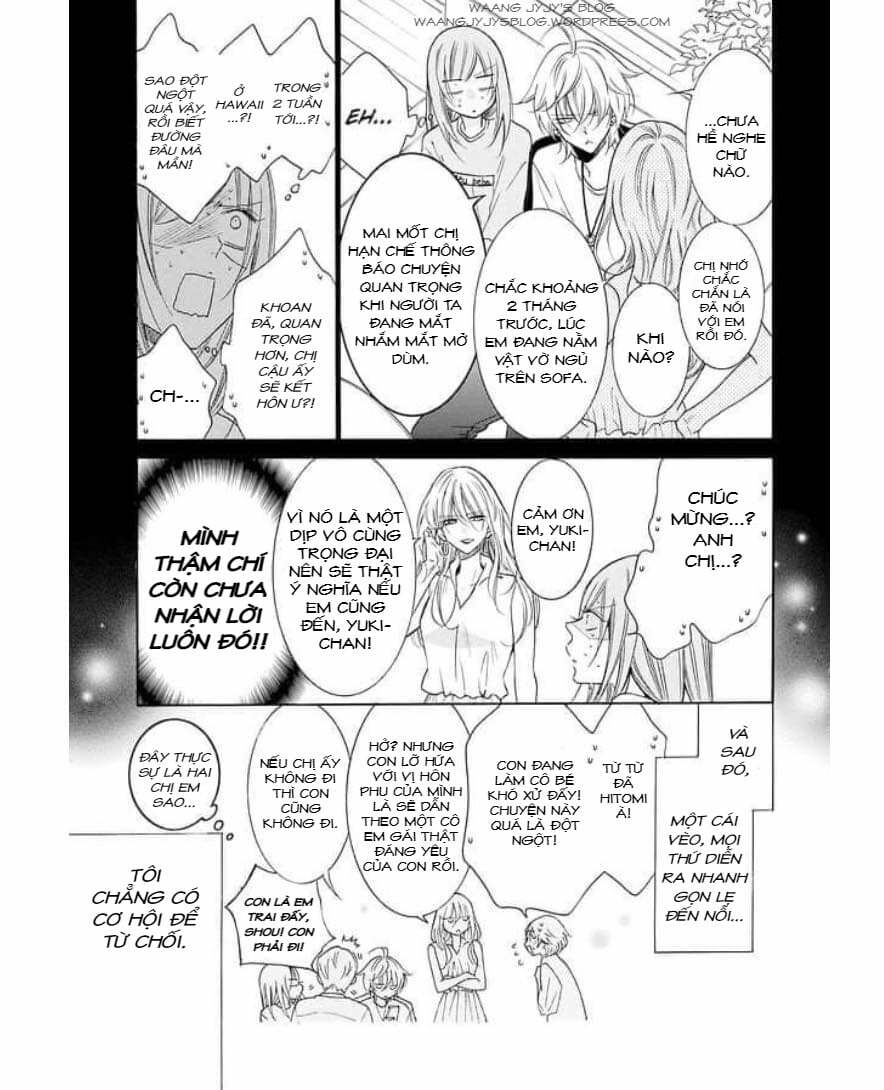 WAANG JYJY'S BLOG
WAANGJYJYSBLOG.WORDPRESS.COM
...CHƯA
HỀ NGHE
CHỮ
NÀO.
CHỊ NHỚ
CHẮC
CHẮN LÀ
ĐÃ NÓI
VỚI EM
RỒI ĐÓ.
KHI
NÀO?
CHẮC KHOẢNG
2 THÁNG
TRƯỚC, LÚC
EM ĐANG NẰM
VẬT VỜ NGỦ
TRÊN SOFA.
EH...
MAI MỐT CHỊ
HẠN CHẾ THÔNG
BÁO CHUYỆN
QUAN TRỌNG
KHI NGƯỜI TA
ĐANG MẮT
NHẮM MẮT MỞ
DÙM.
TRONG
2 TUẦN
TỚI...?!
Ở
HAWAII
...?!
SAO ĐỘT
NGỘT
QUÁ VẬY,
RỒI BIẾT
ĐƯỜNG
ĐÂU MÀ
MẦN!
KHOAN
ĐÃ, QUAN
TRỌNG
HƠN, CHỊ
CẬU ẤY
SẼ KẾT
HÔN Ư?!
CH-...
CHÚC
MỪNG...?
ANH
CHỊ...?
CẢM ƠN
EM, YUKI-
CHAN!
VÌ NÓ LÀ MỘT
DỊP VÔ CÙNG
TRỌNG ĐẠI
NÊN SẼ THẬT
Ý NGHĨA NẾU
EM CŨNG
ĐẾN, YUKI-
CHAN!
MÌNH
THẬM CHÍ
CÒN CHƯA
NHẬN LỜI
LUÔN ĐÓ!!
VÀ
SAU
ĐÓ,
MỘT CÁI
VÈO, MỌI
THỨ DIỄN
RA NHANH
GỌN LẸ
ĐẾN NỖI...
TỪ TỪ
ĐÃ
HITOMI
À!
CON ĐANG
LÀM CÔ BÉ
KHÓ XỬ ĐẤY!
CHUYỆN NÀY
QUÁ LÀ ĐỘT
NGỘT!
HỞ? NHƯNG
CON LỠ HỨA
VỚI VỊ HÔN
PHU CỦA MÌNH
LÀ SẼ DẪN
THEO MỘT CÔ
EM GÁI THẬT
ĐÁNG YÊU
CỦA CON RỒI.
NẾU CHỊ ẤY
KHÔNG ĐI
THÌ CON
CŨNG
KHÔNG ĐI.
CON LÀ EM
TRAI ĐẤY,
SHOU! CON
PHẢI ĐI!
ĐÂY THỰC
SỰ LÀ HAI
CHỊ EM
SAO...
TÔI
CHẲNG CÓ
CƠ HỘI ĐỂ
TỪ CHỐI.